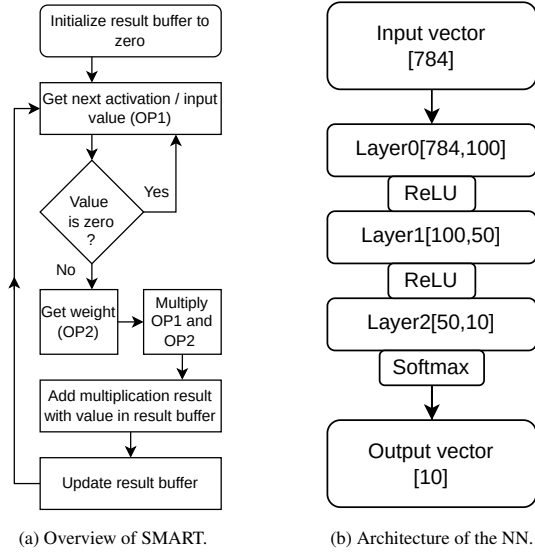 Initialize result buffer to
zero
Get next activation / input
value (OP1)
Value
is zero
?
Yes
No
Get weight
(OP2)
Multiply
OP1 and
OP2
Add multiplication result
with value in result buffer
Update result buffer
(a) Overview of SMART.
Input vector
[784]
Layer0[784,100]
ReLU
Layer1[100,50]
ReLU
Layer2[50,10]
Softmax
Output vector
[10]
(b) Architecture of the NN.